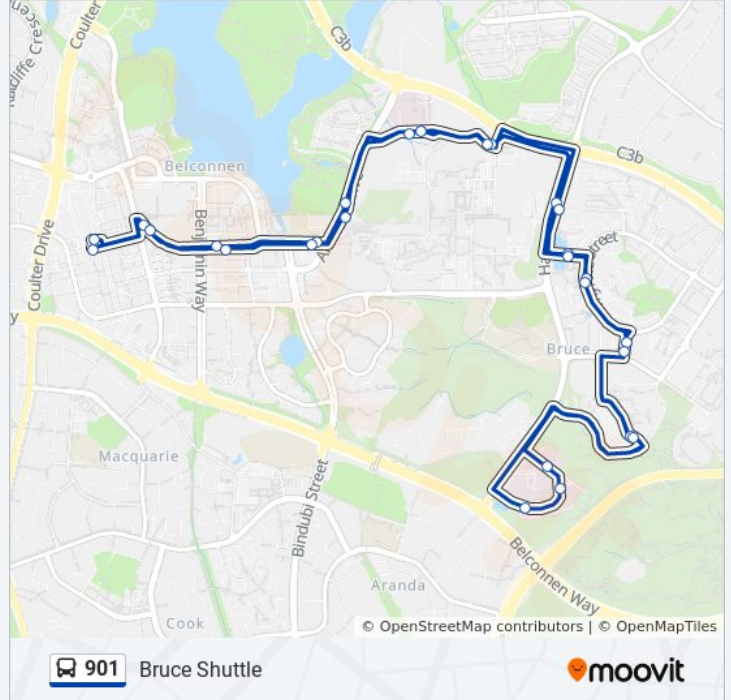 Coulter
C3b
Belconnen
C3b
Coulter Drive
Benjamin Way
Bruce
Macquarie
Bindubi Street
Belconnen Way
Aranda
Cook
© OpenStreetMap contributors | © OpenMapTiles
901 Bruce Shuttle
moovit